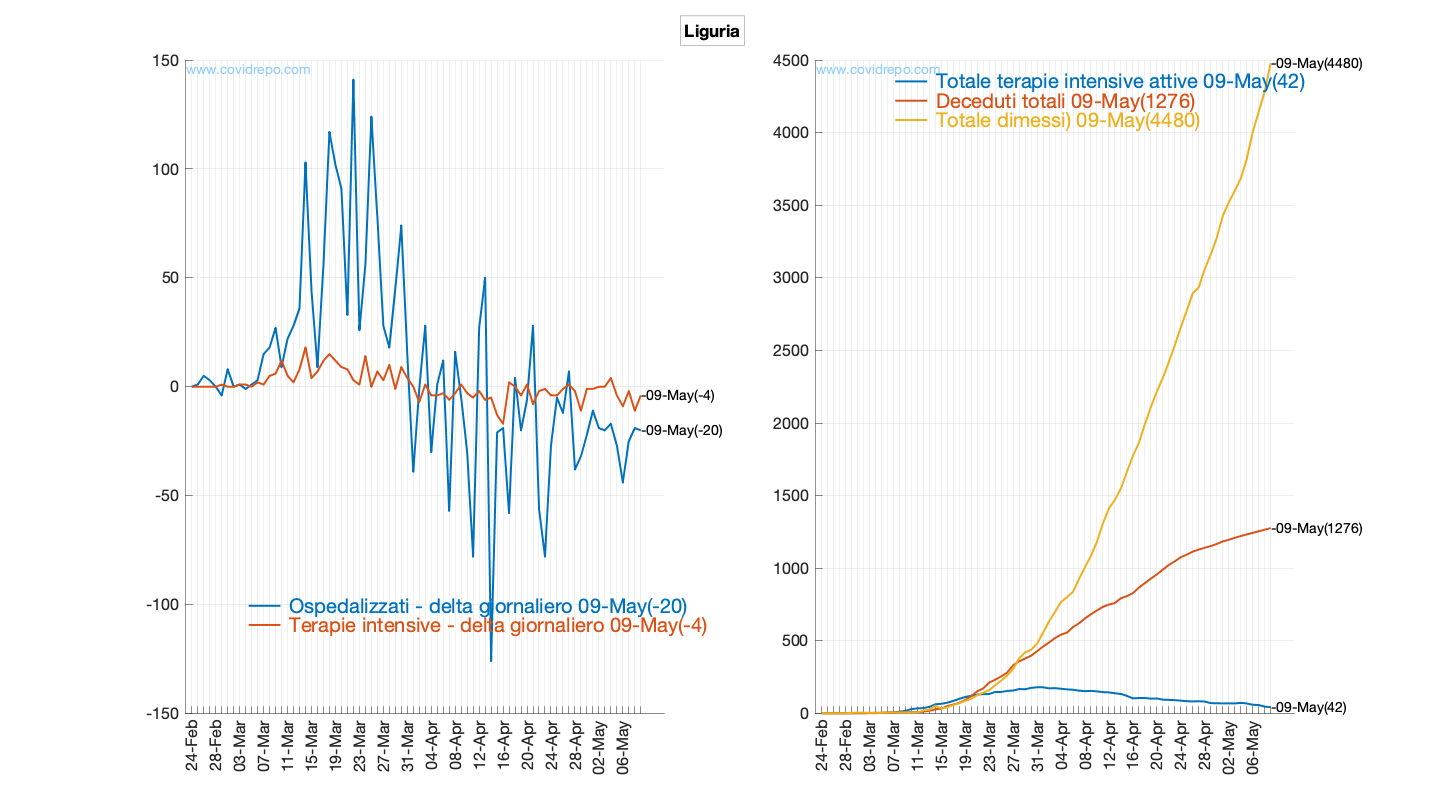 Liguria
www.covidrepo.com
150
100
50
0
-50
-100
-150
-09-May(-4)
-09-May(-20)
Ospedalizzati - delta giornaliero 09-May(-20)
Terapie intensive - delta giornaliero 09-May(-4)
24-Feb
28-Feb
03-Mar
07-Mar
11-Mar
15-Mar
19-Mar
23-Mar
27-Mar
31-Mar
04-Apr
08-Apr
12-Apr
16-Apr
20-Apr
24-Apr
28-Apr
02-May
06-May
www.covidrepo.com
Totale terapie intensive attive 09-May(42)
Deceduti totali 09-May(1276)
Totale dimessi) 09-May(4480)
4500
4000
3500
3000
2500
2000
1500
1000
500
0
-09-May(4480)
-09-May(1276)
-09-May(42)
24-Feb
28-Feb
03-Mar
07-Mar
11-Mar
15-Mar
19-Mar
23-Mar
27-Mar
31-Mar
04-Apr
08-Apr
12-Apr
16-Apr
20-Apr
24-Apr
28-Apr
02-May
06-May